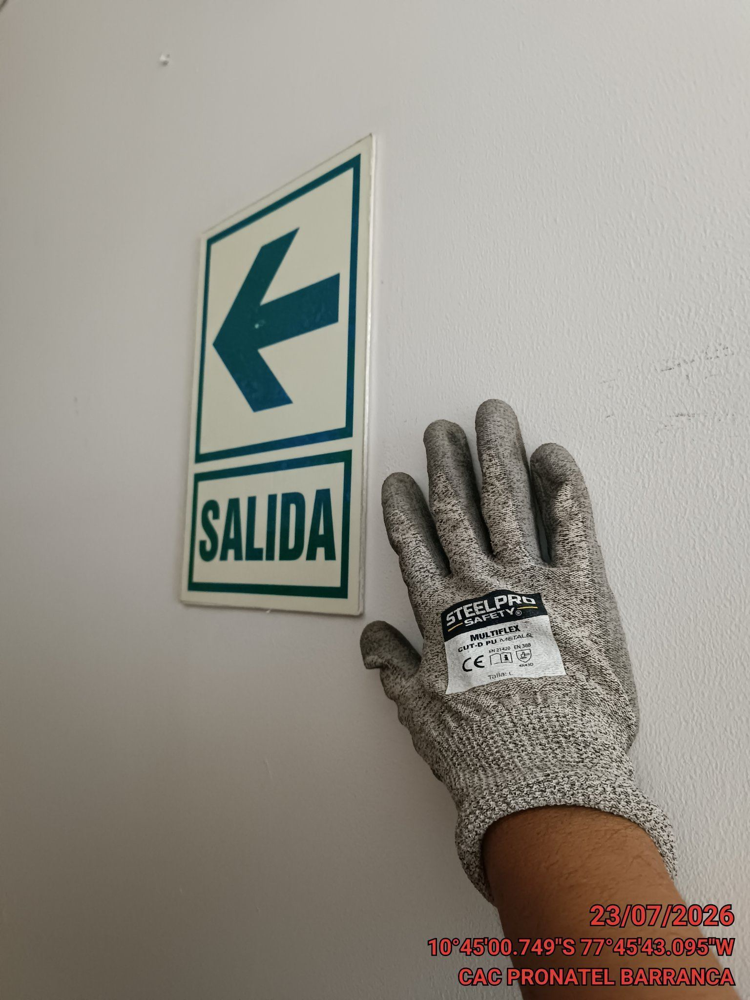 SALIDA
STEELPRO
SAFETY®
MULTIFLEX
CUT-D PU METALQ
EN 21420 EN 388
CE
4X43D
Talla: L
23/07/2026
10°45'00.749"S 77°45'43.095"W
CAC PRONATEL BARRANCA